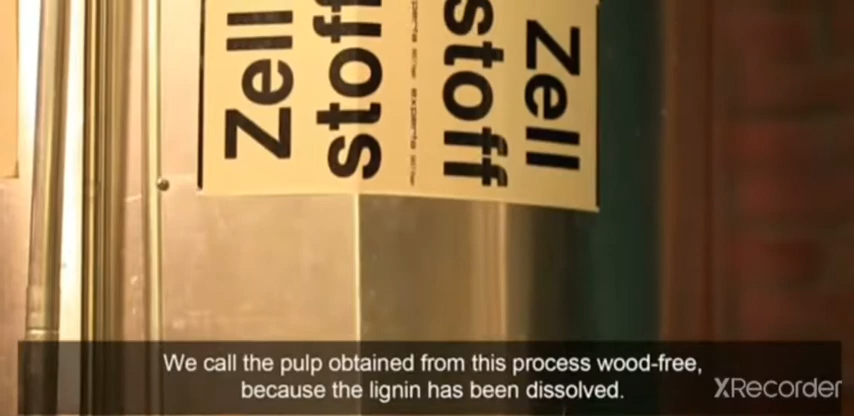 Zell
stoff
stoff
Zell
We call the pulp obtained from this process wood-free,
because the lignin has been dissolved.
XRecorder